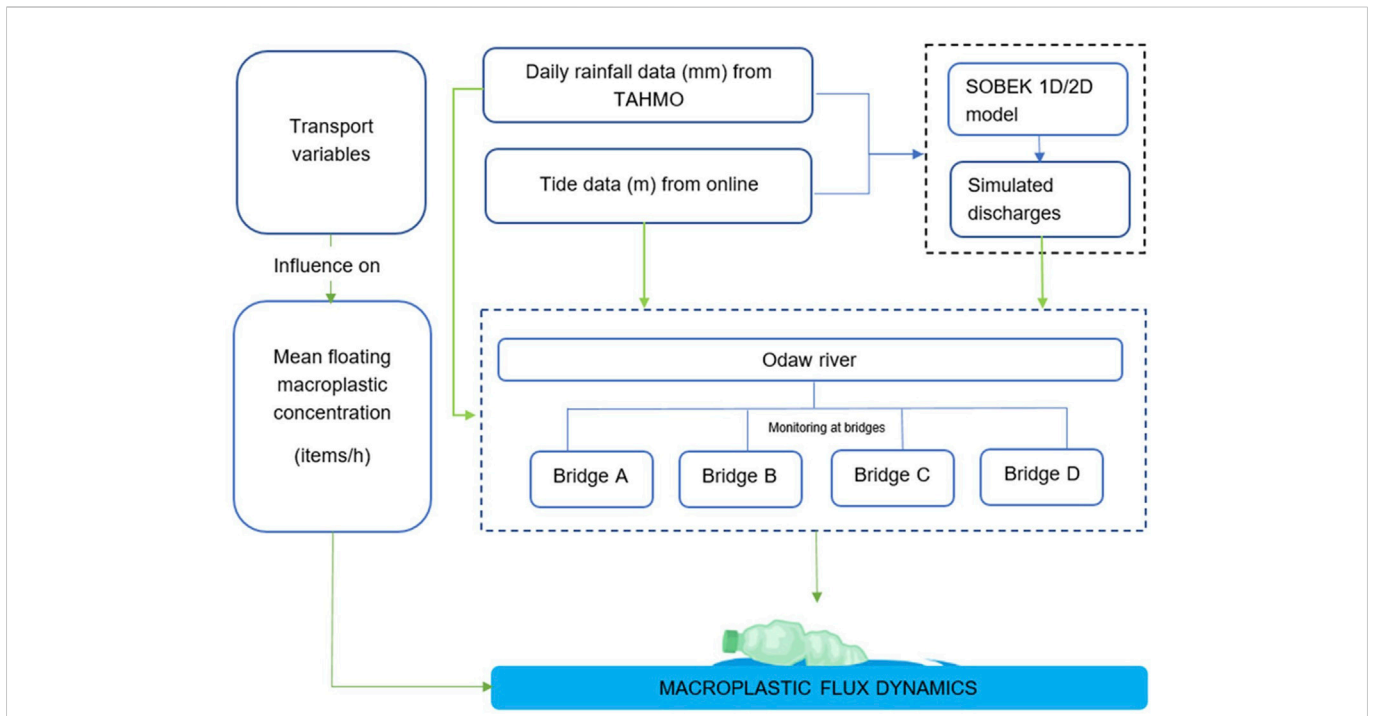 Transport
variables
Influence on
Mean floating
macroplastic
concentration
(items/h)
Daily rainfall data (mm) from
TAHMO
Tide data (m) from online
SOBEK 1D/2D
model
Simulated
discharges
Odaw river
Monitoring at bridges
Bridge A
Bridge B
Bridge C
Bridge D
MACROPLASTIC FLUX DYNAMICS